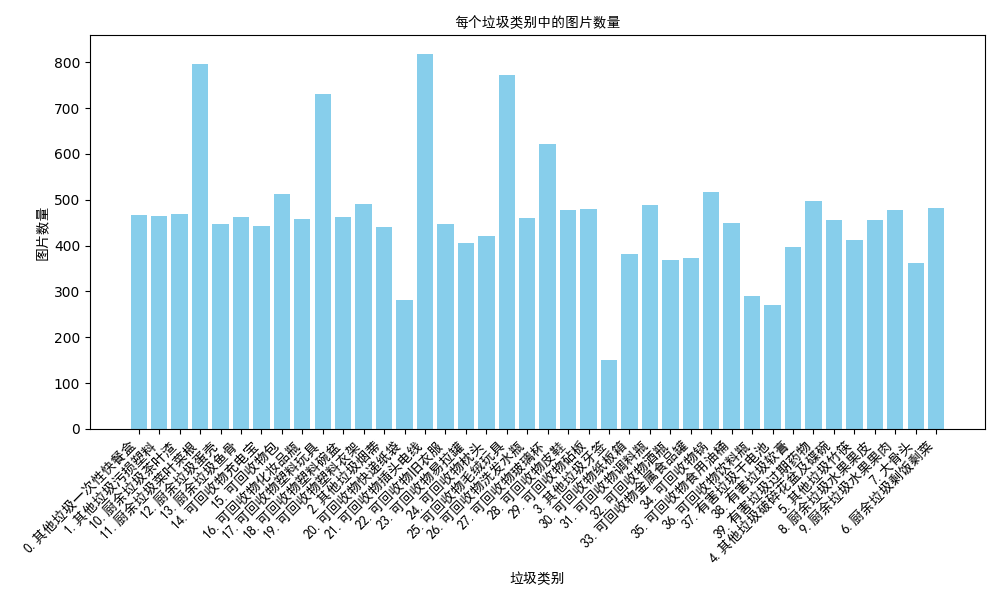 每个垃圾类别中的图片数量
图片数量
800
700
600
500
400
300
200
100
0
0. 其他垃圾一次性快餐盒
1. 其他垃圾污损塑料
10. 厨余垃圾茶叶渣
11. 厨余垃圾菜叶菜根
12. 厨余垃圾蛋壳
13. 厨余垃圾鱼骨
14. 可回收物充电宝
15. 可回收物包
16. 可回收物化妆品瓶
17. 可回收物塑料玩具
18. 可回收物塑料碗盆
19. 可回收物塑料衣架
2. 其他垃圾烟蒂
20. 可回收物快递纸袋
21. 可回收物插头电线
22. 可回收物旧衣服
23. 可回收物易拉罐
24. 可回收物枕头
25. 可回收物毛绒玩具
26. 可回收物洗发水瓶
27. 可回收物玻璃杯
28. 可回收物皮鞋
29. 可回收物砧板
3. 其他垃圾牙签
30. 可回收物纸板箱
31. 可回收物调料瓶
32. 可回收物酒瓶
33. 可回收物金属食品罐
34. 可回收物锅
35. 可回收物食用油桶
36. 可回收物饮料瓶
37. 有害垃圾干电池
38. 有害垃圾软膏
39. 有害垃圾过期药物
4. 其他垃圾破碎花盆及碟碗
5. 其他垃圾竹筷
8. 厨余垃圾水果果皮
9. 厨余垃圾水果果肉
7. 大骨头
6. 厨余垃圾剩饭剩菜
垃圾类别